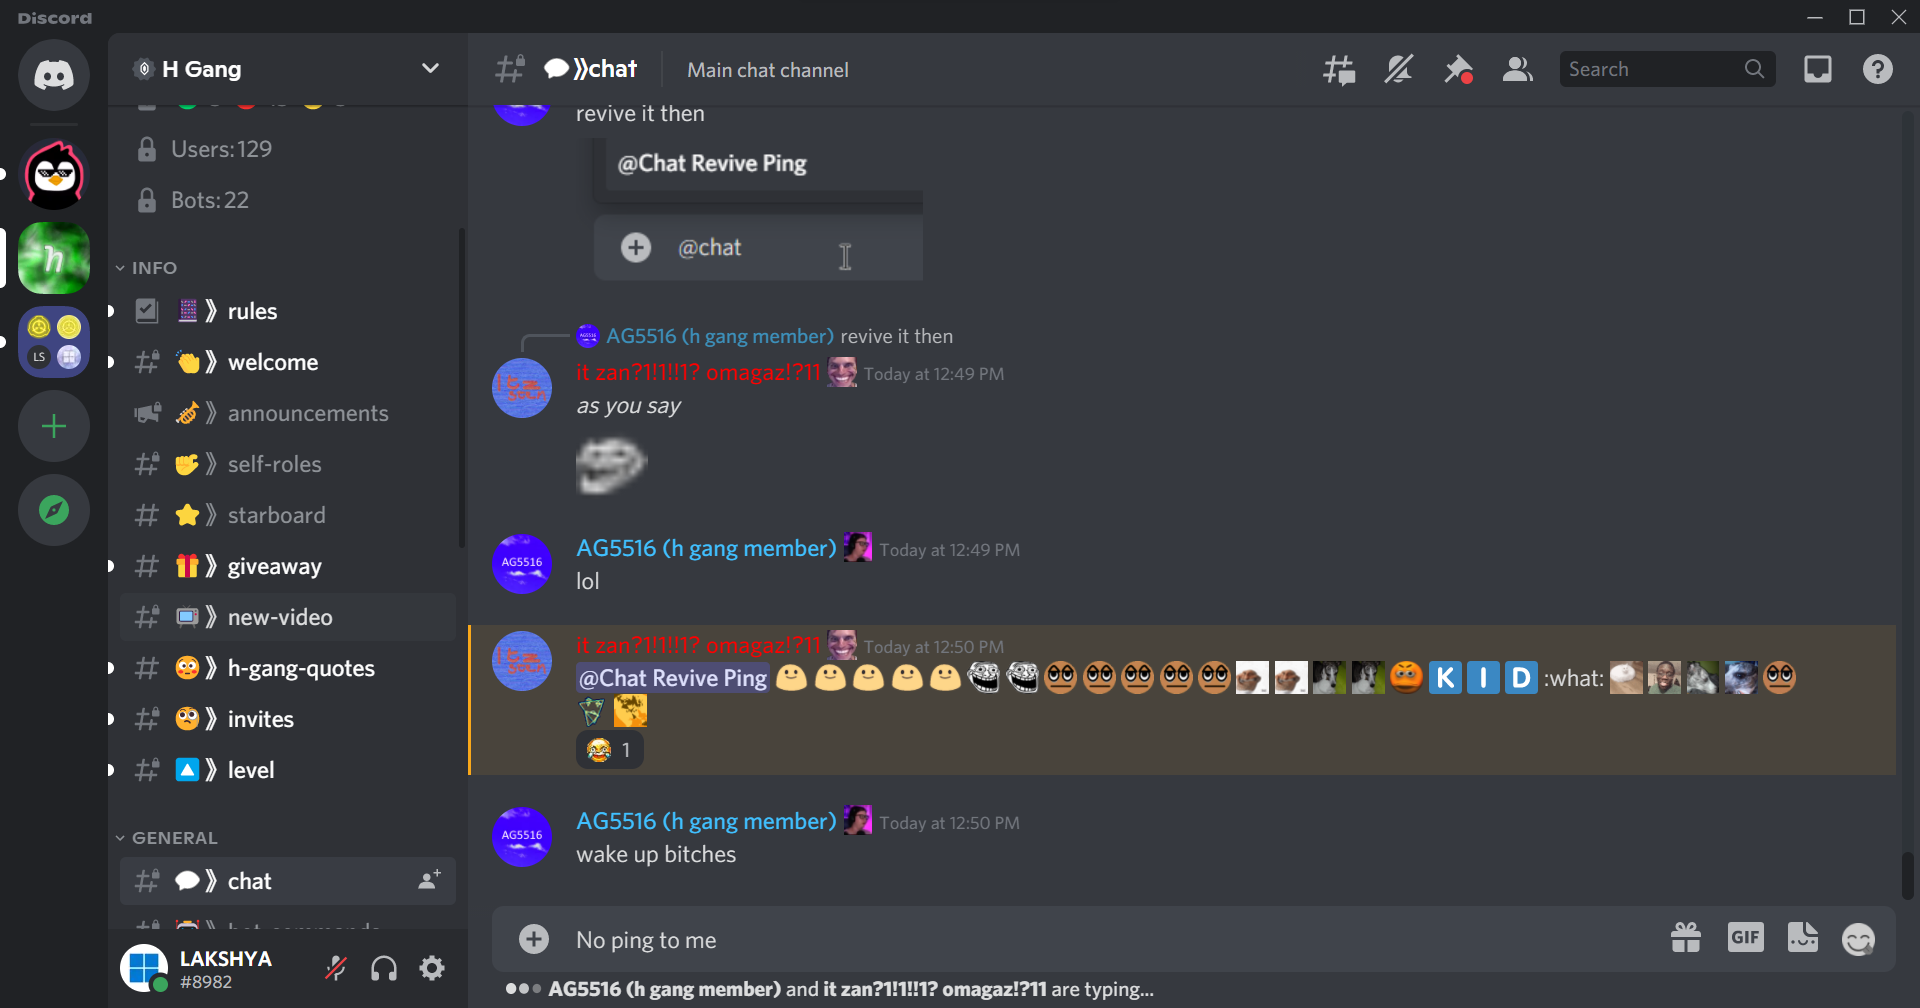 Discord
H Gang
Users: 129
Bots: 22
INFO
rules
welcome
announcements
self-roles
starboard
giveaway
new-video
h-gang-quotes
invites
level
GENERAL
chat
LAKSHYA
#8982
LS
h
》chat
Main chat channel
Search
revive it then
@Chat Revive Ping
@chat
AG5516 (h gang member) revive it then
it zan?1!1!!1? omagaz!?11 Today at 12:49 PM
as you say
AG5516
AG5516 (h gang member) Today at 12:49 PM
lol
it zan?1!1!!1? omagaz!?11 Today at 12:50 PM
@Chat Revive Ping K I D :what:
1
AG5516
AG5516 (h gang member) Today at 12:50 PM
wake up bitches
No ping to me
GIF
AG5516 (h gang member) and it zan?1!1!!1? omagaz!?11 are typing...